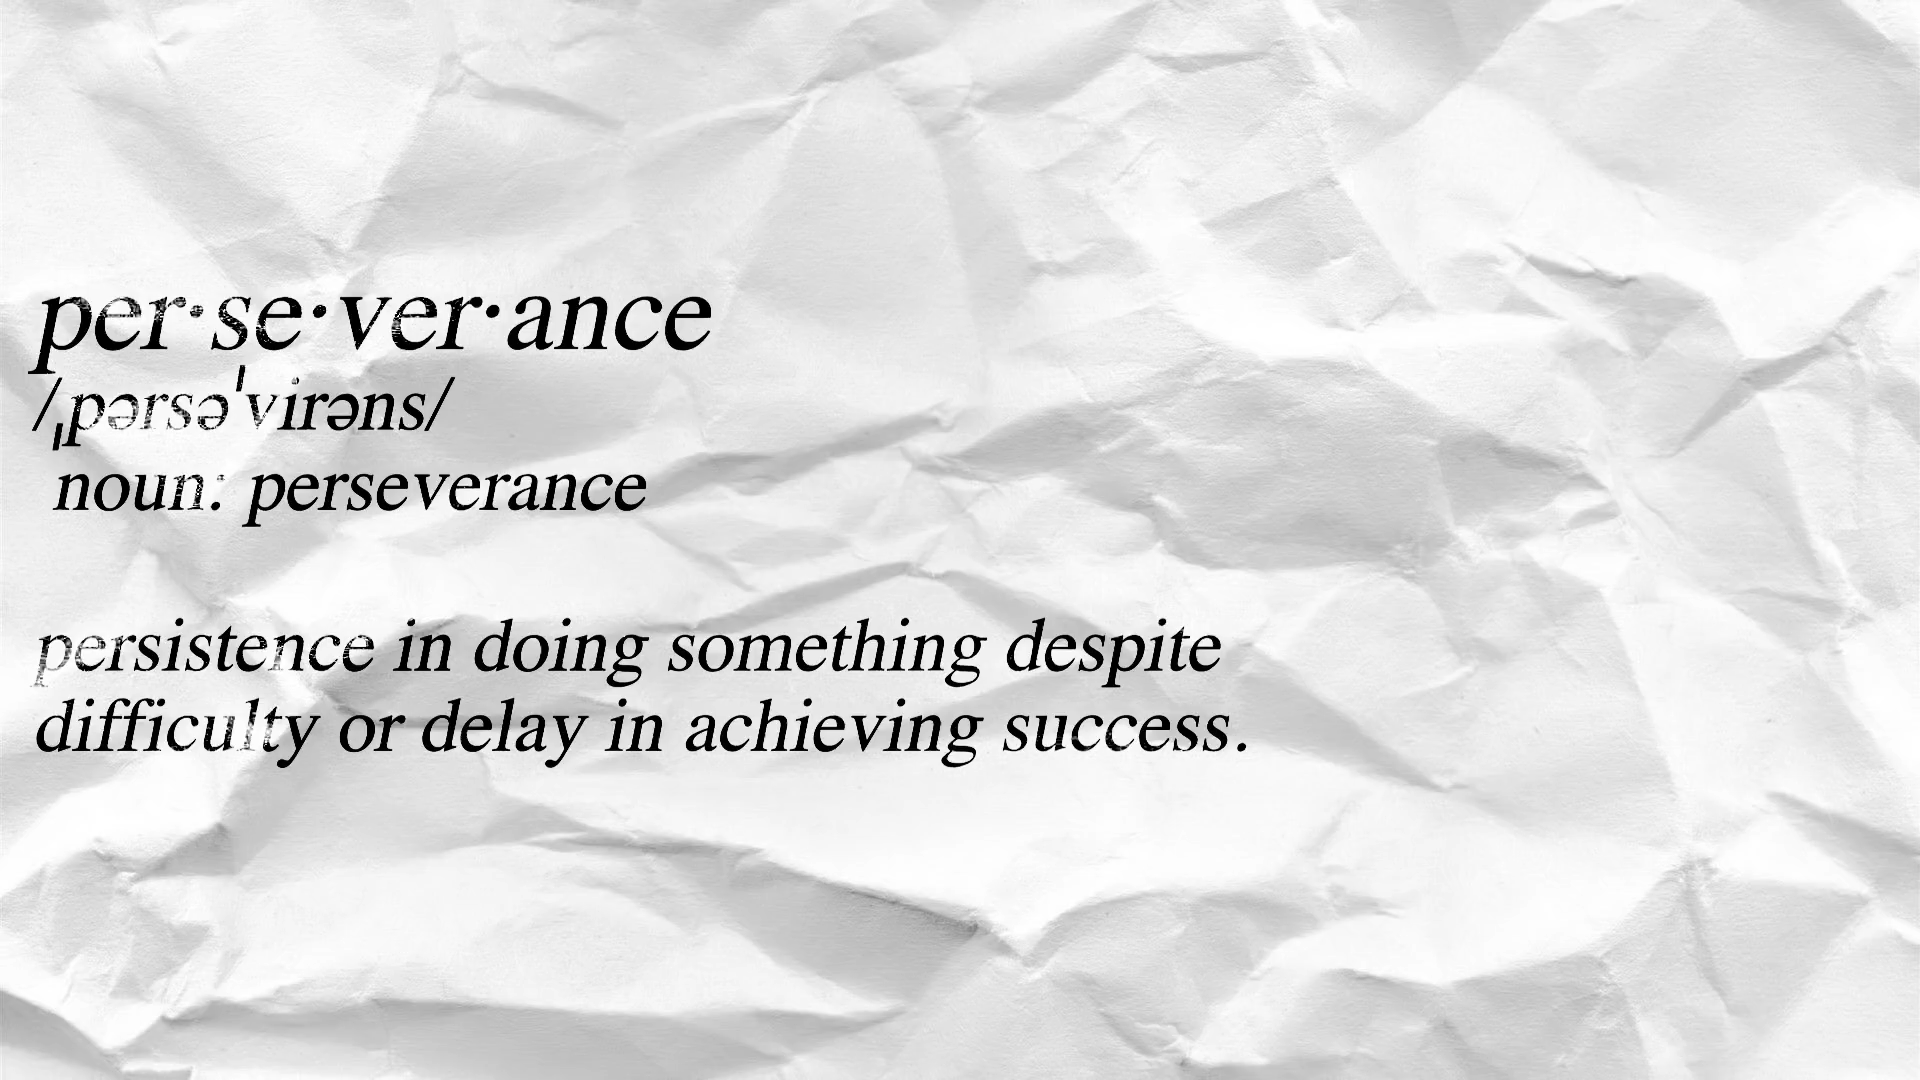 per·se·ver·ance
/ˌpərsəˈvirəns/
noun: perseverance
persistence in doing something despite
difficulty or delay in achieving success.